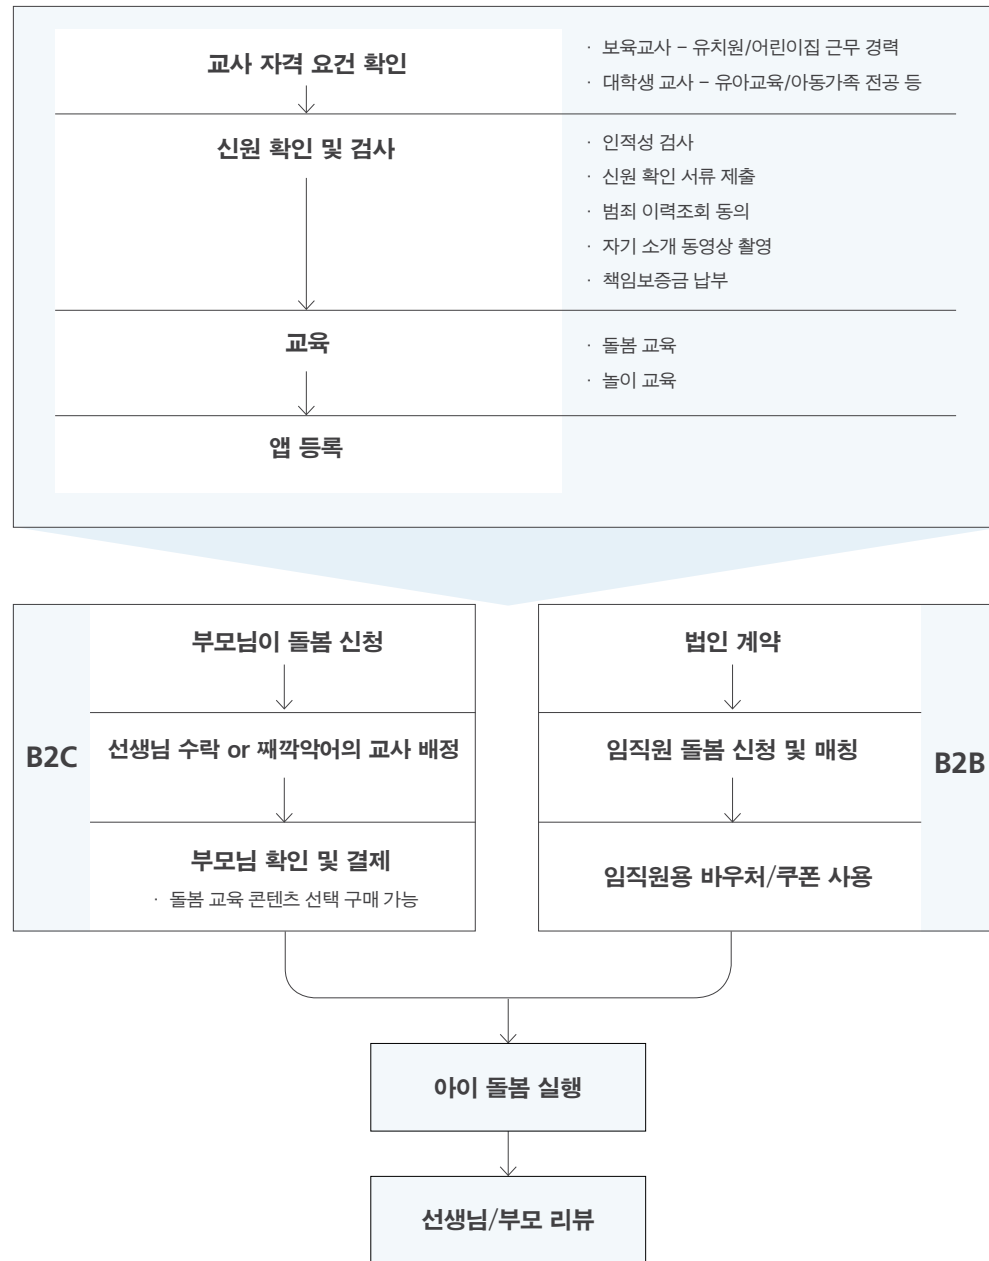 교사 자격 요건 확인
· 보육교사 – 유치원/어린이집 근무 경력
· 대학생 교사 – 유아교육/아동가족 전공 등
신원 확인 및 검사
· 인적성 검사
· 신원 확인 서류 제출
· 범죄 이력조회 동의
· 자기 소개 동영상 촬영
· 책임보증금 납부
교육
· 돌봄 교육
· 놀이 교육
앱 등록
B2C
부모님이 돌봄 신청
선생님 수락 or 째깍악어의 교사 배정
부모님 확인 및 결제
· 돌봄 교육 콘텐츠 선택 구매 가능
법인 계약
임직원 돌봄 신청 및 매칭
임직원용 바우처/쿠폰 사용
B2B
아이 돌봄 실행
선생님/부모 리뷰